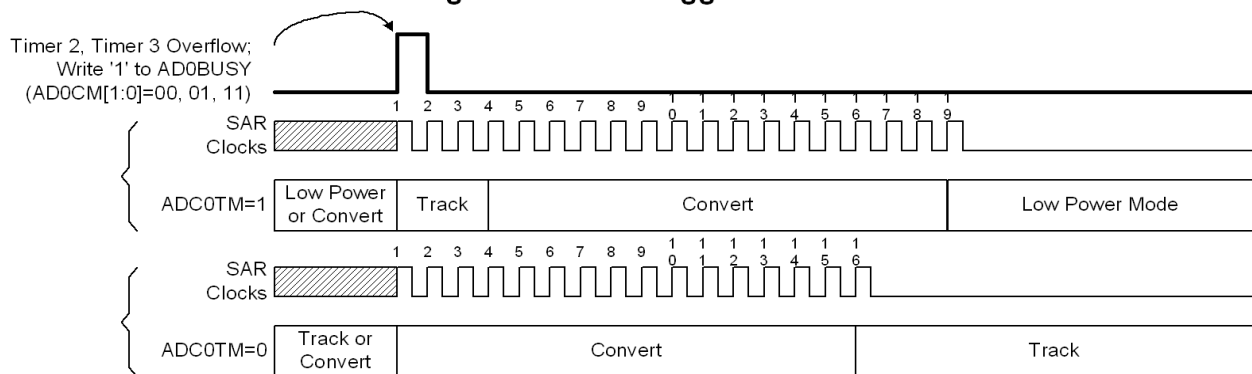 Timer 2, Timer 3 Overflow;
Write '1' to AD0BUSY
(AD0CM[1:0]=00, 01, 11)
1 2 3 4 5 6 7 8 9 10 11 12 13 14 15 16 17 18 19
SAR
Clocks
ADC0TM=1
Low Power
or Convert
Track
Convert
Low Power Mode
1 2 3 4 5 6 7 8 9 10 11 12 13 14 15 16
SAR
Clocks
ADC0TM=0
Track or
Convert
Convert
Track